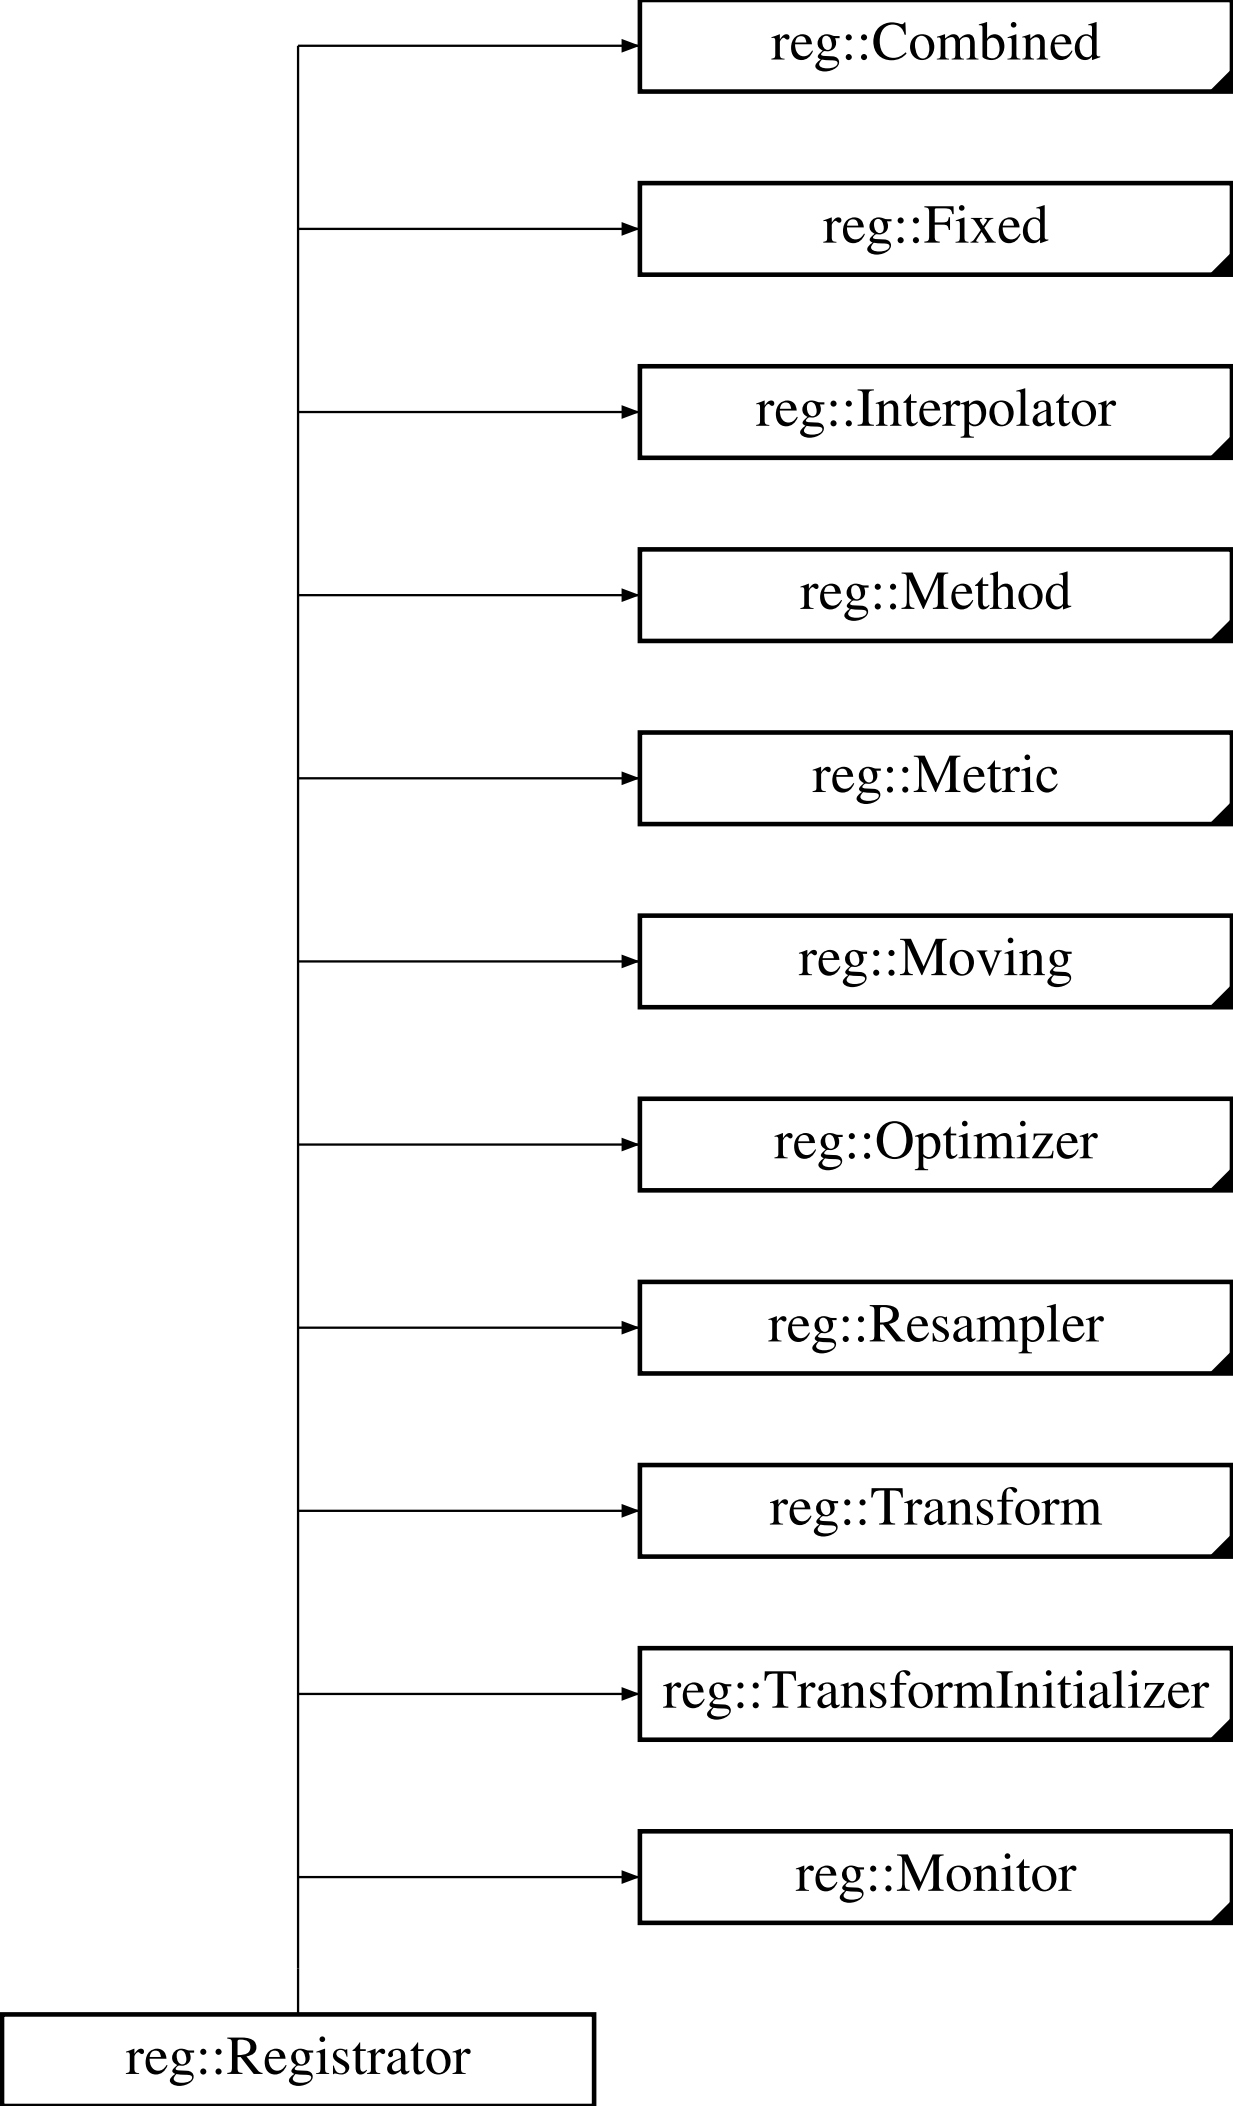 reg::Combined
reg::Fixed
reg::Interpolator
reg::Method
reg::Metric
reg::Moving
reg::Optimizer
reg::Resampler
reg::Transform
reg::TransformInitializer
reg::Monitor
reg::Registrator